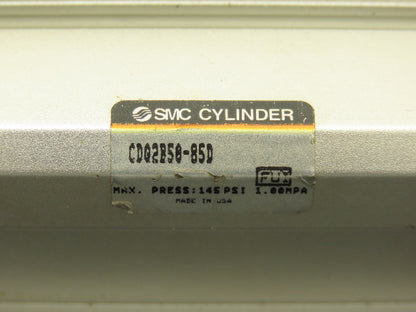 SMC CYLINDER
CDQ2B50-85D
MAX. PRESS:145PSI 1.00MPA
MADE IN USA